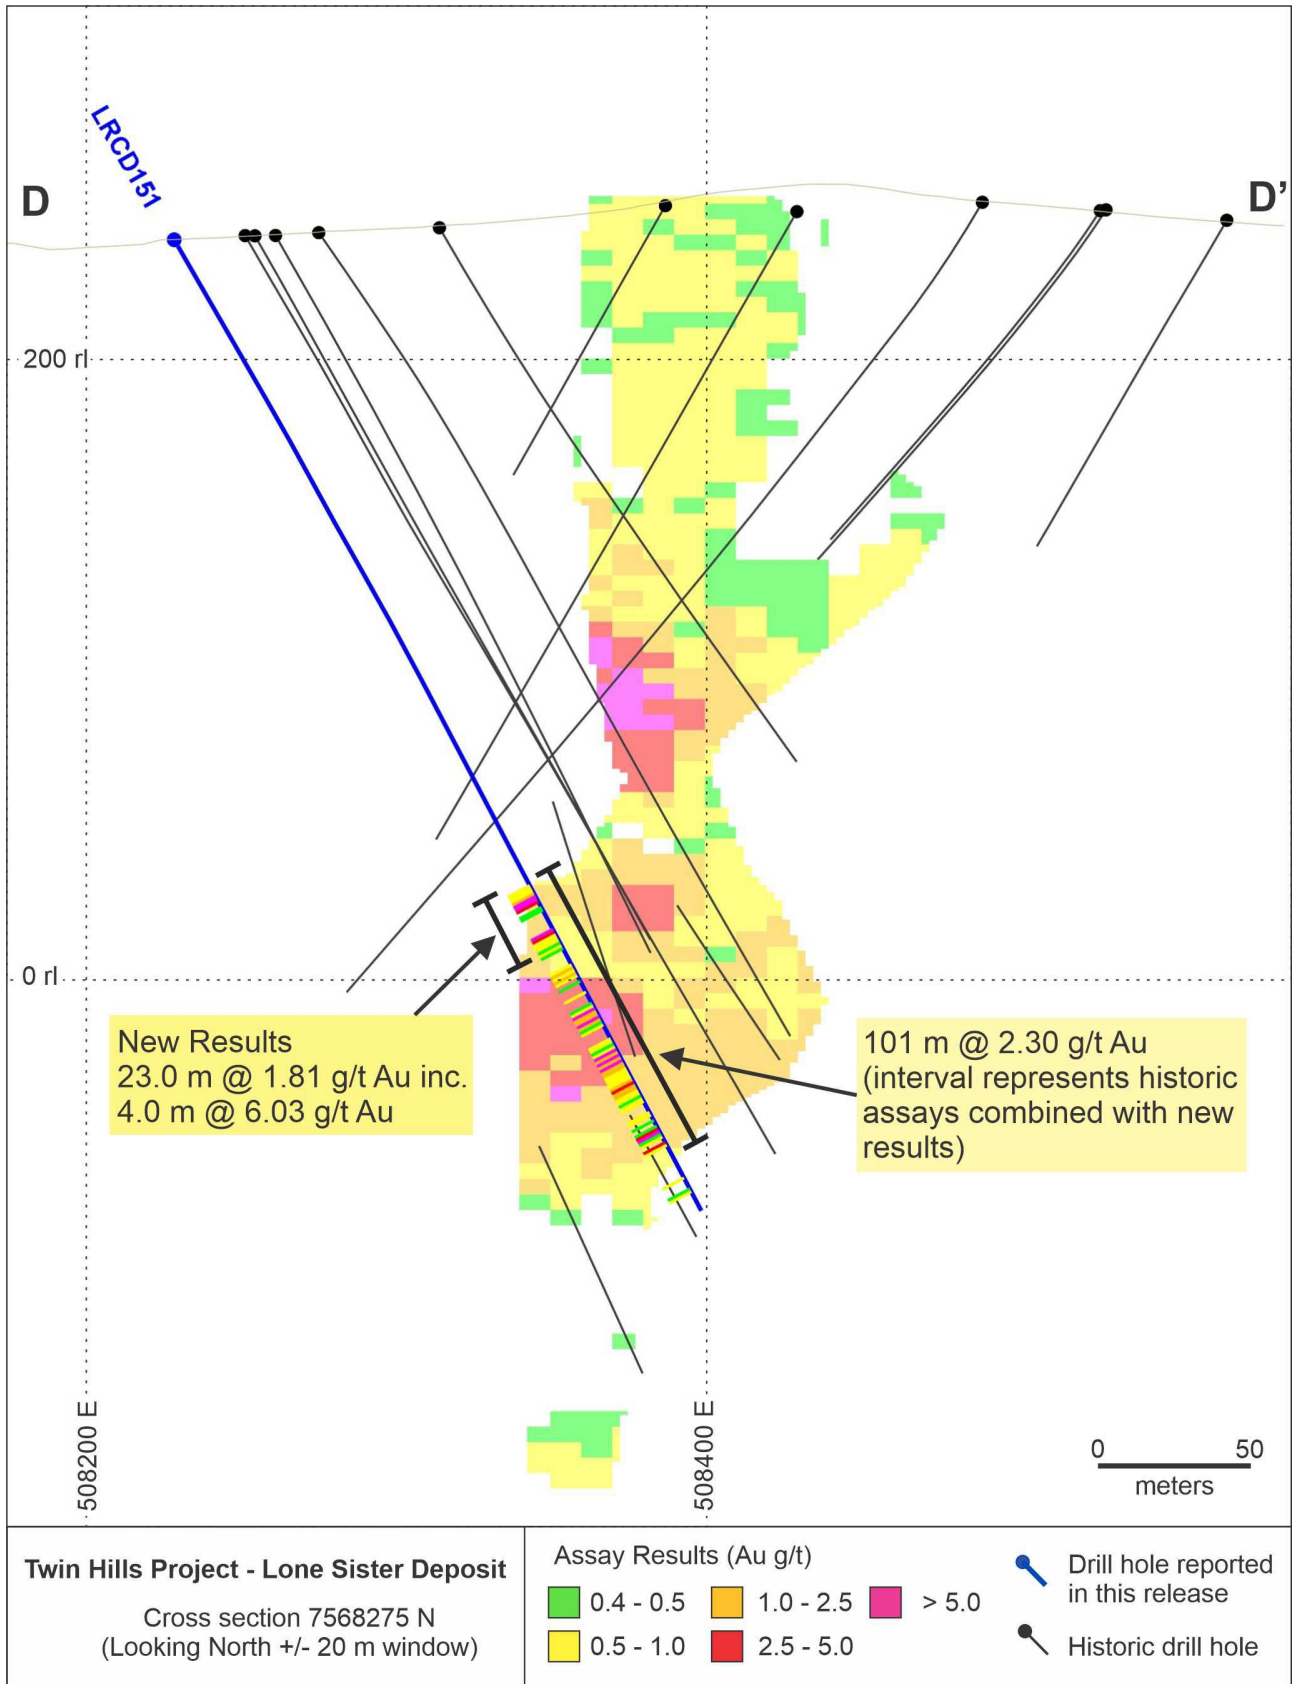 LRCD151
D
D'
200 rl
0 rl
New Results
23.0 m @ 1.81 g/t Au inc.
4.0 m @ 6.03 g/t Au
101 m @ 2.30 g/t Au
(interval represents historic
assays combined with new
results)
508200 E
508400 E
0 50
meters
Twin Hills Project - Lone Sister Deposit
Cross section 7568275 N
(Looking North +/- 20 m window)
Assay Results (Au g/t)
0.4 - 0.5
1.0 - 2.5
> 5.0
0.5 - 1.0
2.5 - 5.0
Drill hole reported
in this release
Historic drill hole